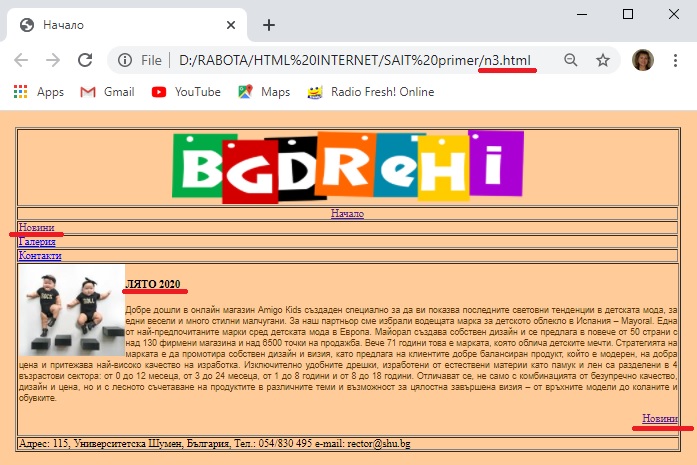 Начало
File D:/RABOTA/HTML%20INTERNET/SAIT%20primer/n3.html
Apps Gmail YouTube Maps Radio Fresh! Online
BGDReHi
Начало
Новини
Галерия
Контакти
ЛЯТО 2020
Добре дошли в онлайн магазин Amigo Kids създаден специално за да ви показва последните световни тенденции в детската мода, за
едни весели и много стилни малчугани. За наш партньор сме избрали водещата марка за детското облекло в Испания – Mayoral. Една
от най-предпочитаните марки сред детската мода в Европа. Майорал създава собствен дизайн и се предлага в повече от 50 страни с
над 130 фирмени магазина и над 8500 точки на продажба. Вече 71 години това е марката, която облича детските мечти. Стратегията на
марката е да промотира собствен дизайн и визия, като предлага на клиентите добре балансиран продукт, който е модерен, на добра
цена и притежава най-високо качество на изработка. Изключително удобните дрешки, изработени от естествени материи като памук и лен са разделени в 4
възрастови сектора: от 0 до 12 месеца, от 3 до 24 месеца, от 1 до 8 години и от 8 до 18 години. Отличават се, не само с комбинацията от безупречно качество,
дизайн и цена, но и с лесното съчетаване на продуктите в различните теми и възможност за цялостна завършена визия – от връхните модели до коланите и
обувките.
Новини
Адрес: 115, Университетска Шумен, България, Тел.: 054/830 495 e-mail: rector@shu.bg